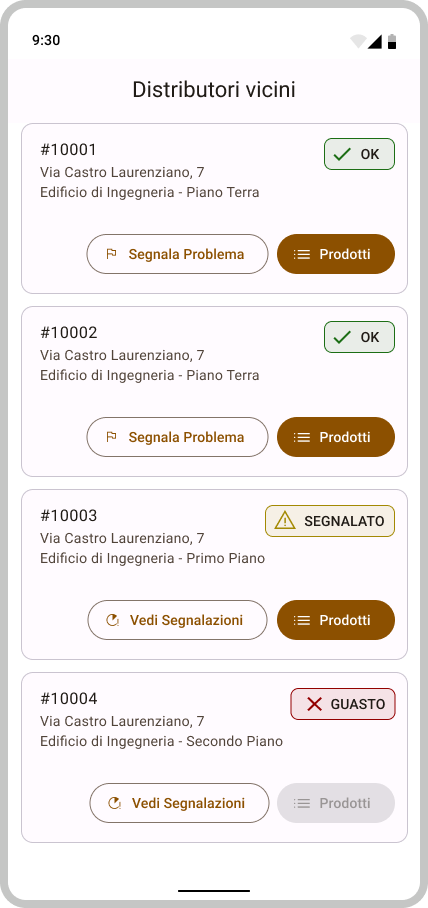 9:30
Distributori vicini
#10001
OK
Via Castro Laurenziano, 7
Edificio di Ingegneria - Piano Terra
Segnala Problema
Prodotti
#10002
OK
Via Castro Laurenziano, 7
Edificio di Ingegneria - Piano Terra
Segnala Problema
Prodotti
#10003
SEGNALATO
Via Castro Laurenziano, 7
Edificio di Ingegneria - Primo Piano
Vedi Segnalazioni
Prodotti
#10004
GUASTO
Via Castro Laurenziano, 7
Edificio di Ingegneria - Secondo Piano
Vedi Segnalazioni
Prodotti